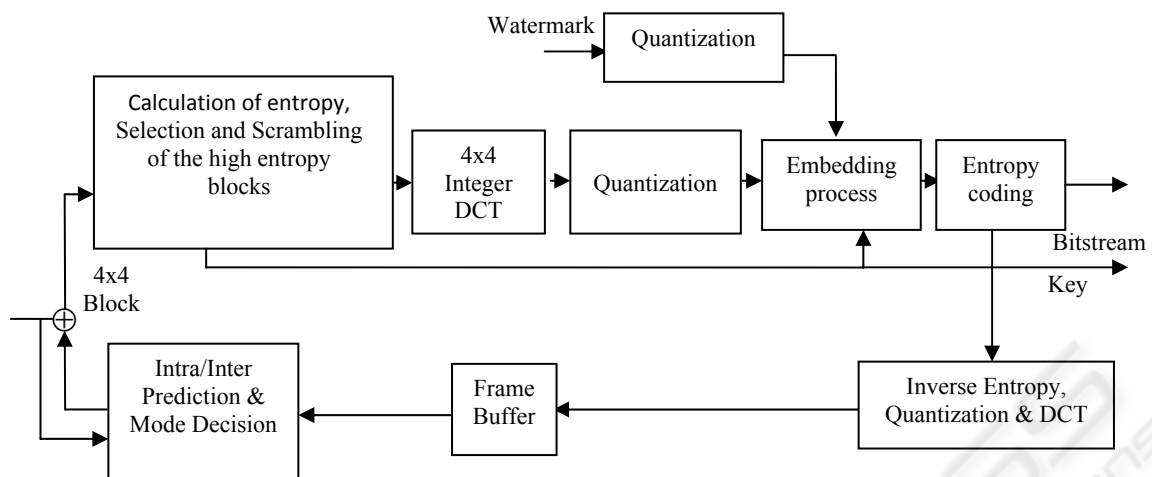 Watermark
Quantization
Calculation of entropy,
Selection and Scrambling
of the high entropy
blocks
4x4
Integer
DCT
Quantization
Embedding
process
Entropy
coding
Bitstream
Key
4x4
Block
Intra/Inter
Prediction &
Mode Decision
Frame
Buffer
Inverse Entropy,
Quantization & DCT